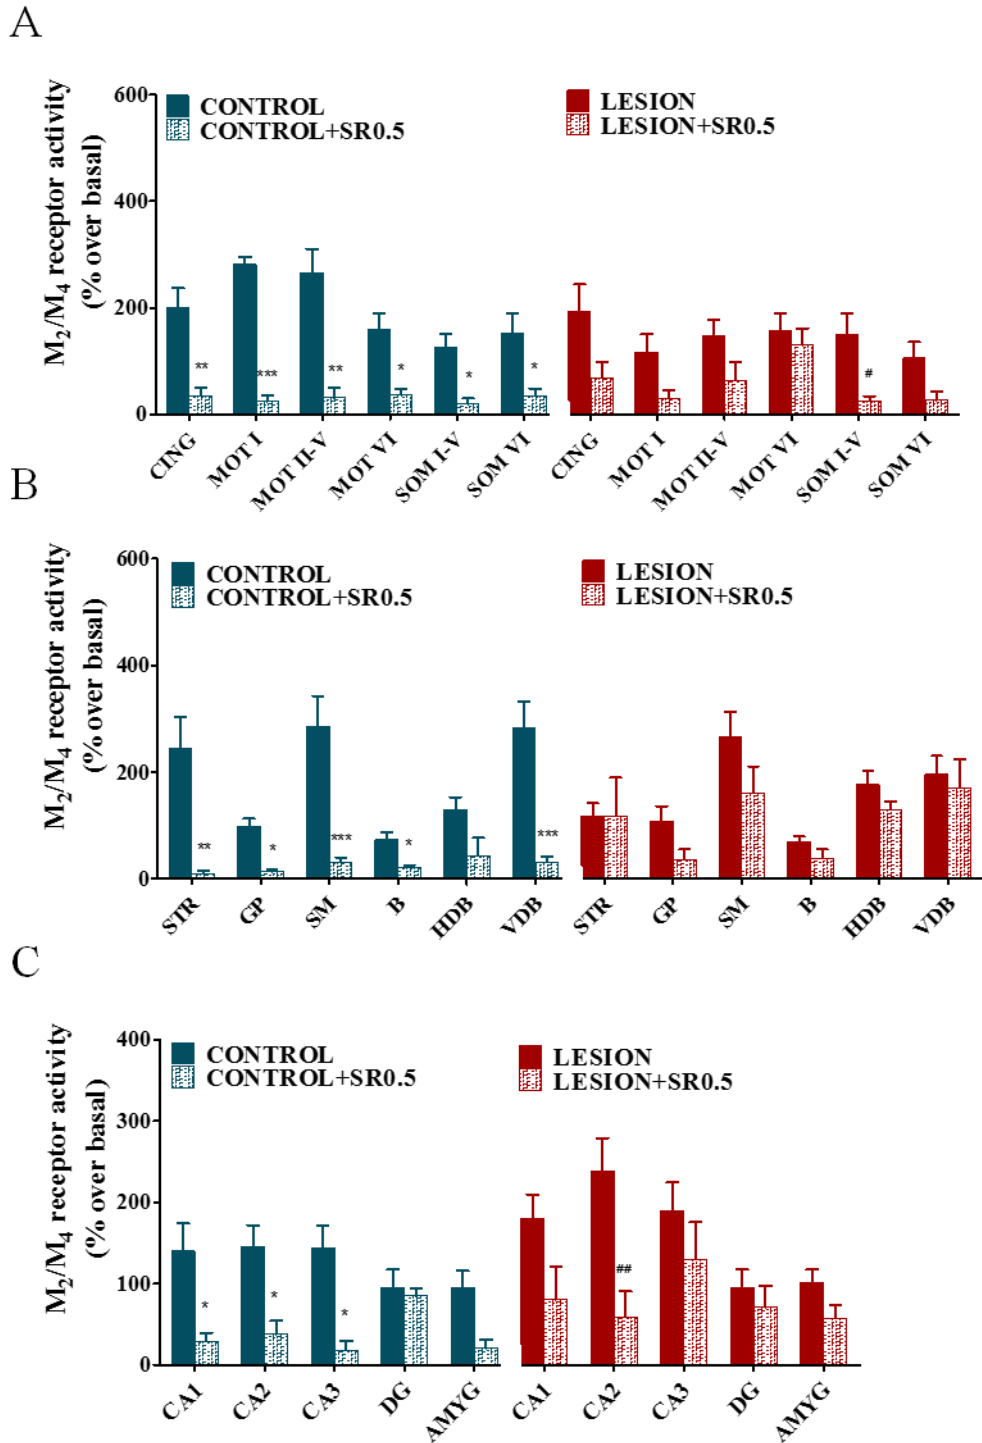 A
M₂/M₄ receptor activity
(% over basal)
600
400
200
0
CONTROL
CONTROL+SR0.5
LESION
LESION+SR0.5
** *** ** * * * #
CING MOT I MOT II-V MOT VI SOM I-V SOM VI CING MOT I MOT II-V MOT VI SOM I-V SOM VI
B
M₂/M₄ receptor activity
(% over basal)
600
400
200
0
CONTROL
CONTROL+SR0.5
LESION
LESION+SR0.5
** * *** * ***
STR GP SM B HDB VDB STR GP SM B HDB VDB
C
M₂/M₄ receptor activity
(% over basal)
400
300
200
100
0
CONTROL
CONTROL+SR0.5
LESION
LESION+SR0.5
* * * ##
CA1 CA2 CA3 DG AMYG CA1 CA2 CA3 DG AMYG